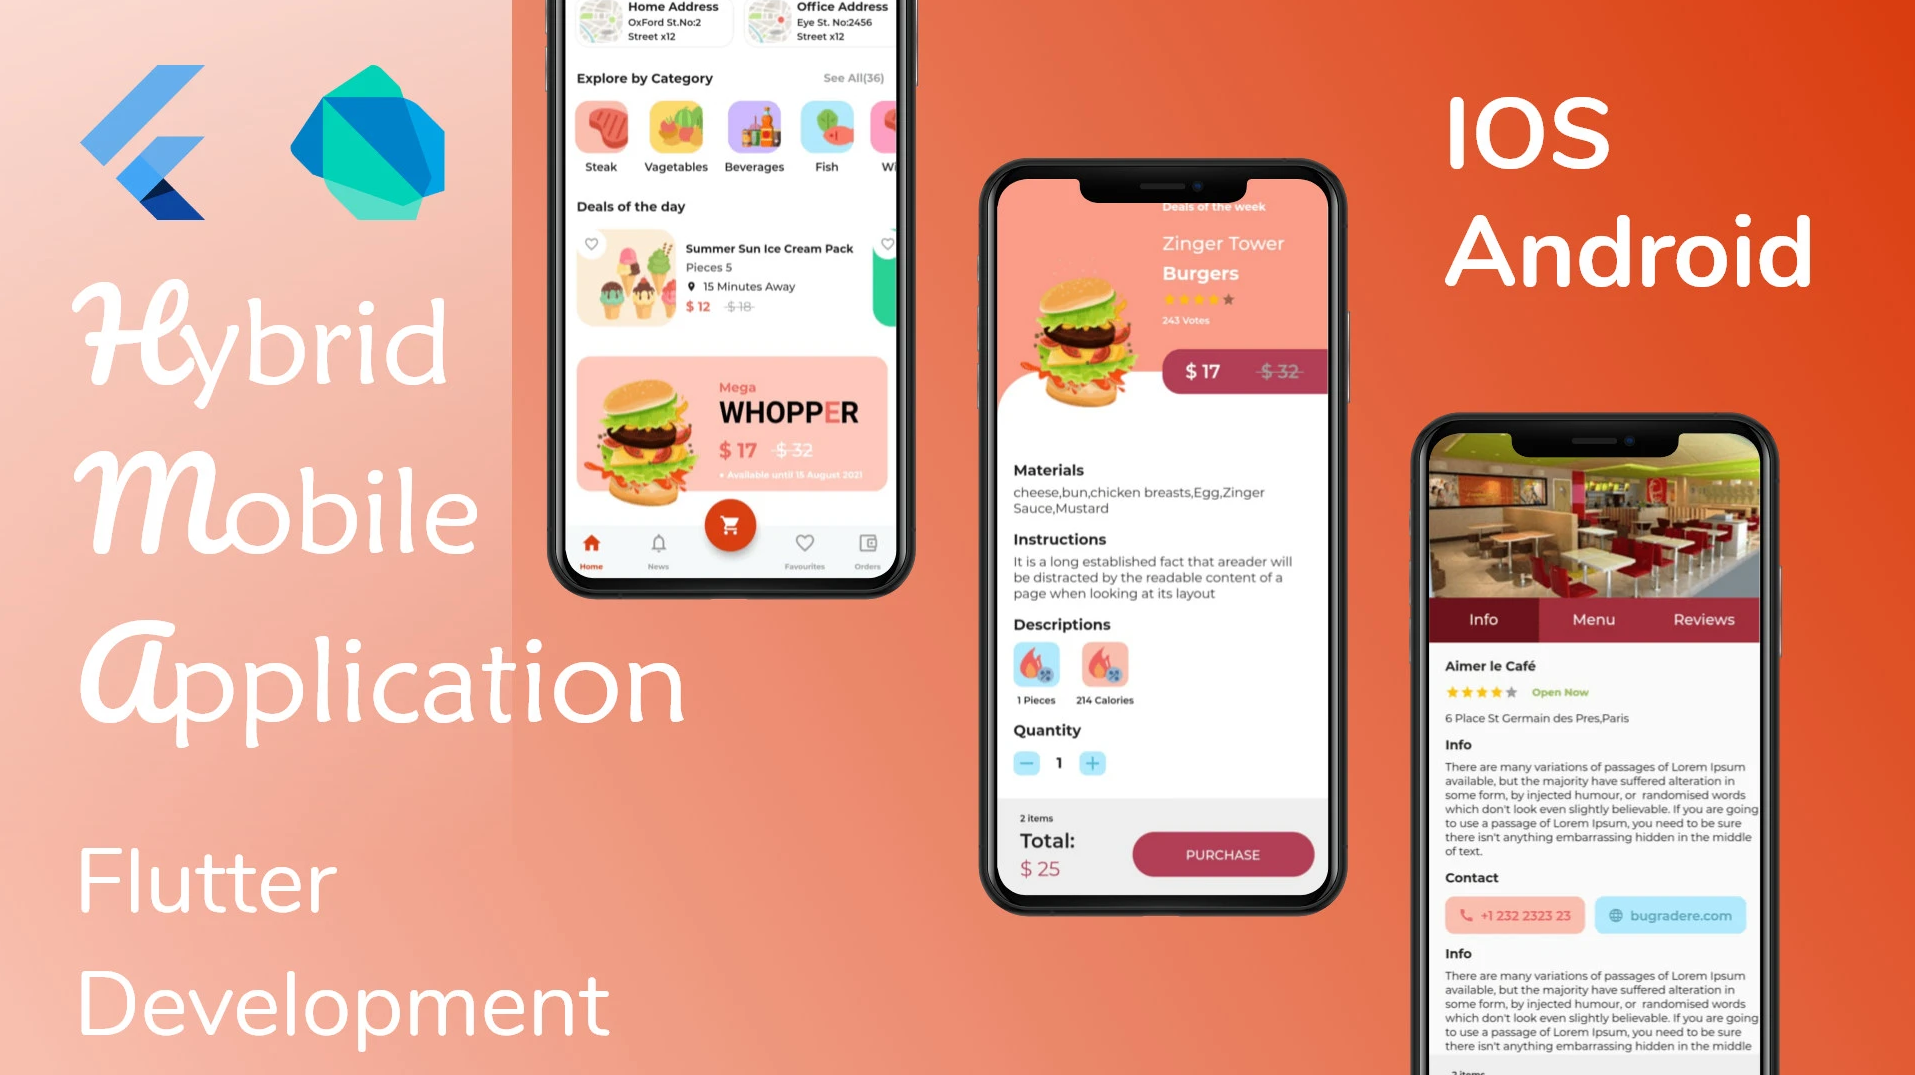 Hybrid
Mobile
Application
Flutter
Development
Home Address
OxFord St.No:2
Street x12
Office Address
Eye St. No:2456
Street x12
Explore by Category
See All(36)
Steak
Vagetables
Beverages
Fish
Wi
Deals of the day
Summer Sun Ice Cream Pack
Pieces 5
15 Minutes Away
$ 12 $ 18
Mega
WHOPPER
$ 17 $ 32
• Available until 15 August 2021
Home
News
Favourites
Orders
Deals of the week
Zinger Tower
Burgers
243 Votes
$ 17 $ 32
Materials
cheese,bun,chicken breasts,Egg,Zinger
Sauce,Mustard
Instructions
It is a long established fact that areader will
be distracted by the readable content of a
page when looking at its layout
Descriptions
1 Pieces
214 Calories
Quantity
1
2 items
Total:
$ 25
PURCHASE
IOS
Android
Info
Menu
Reviews
Aimer le Café
Open Now
6 Place St Germain des Pres,Paris
Info
There are many variations of passages of Lorem Ipsum
available, but the majority have suffered alteration in
some form, by injected humour, or  randomised words
which don't look even slightly believable. If you are going
to use a passage of Lorem Ipsum, you need to be sure
there isn't anything embarrassing hidden in the middle
of text.
Contact
+1 232 2323 23
bugradere.com
Info
There are many variations of passages of Lorem Ipsum
available, but the majority have suffered alteration in
some form, by injected humour, or  randomised words
which don't look even slightly believable. If you are going
to use a passage of Lorem Ipsum, you need to be sure
there isn't anything embarrassing hidden in the middle
2 items